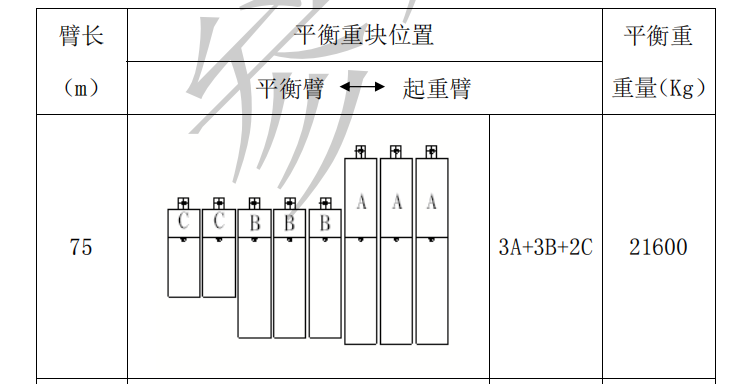 臂长
（m）
平衡重块位置
平衡臂 ⟷ 起重臂
平衡重
重量(Kg)
75
C C B B B A A A
3A+3B+2C
21600